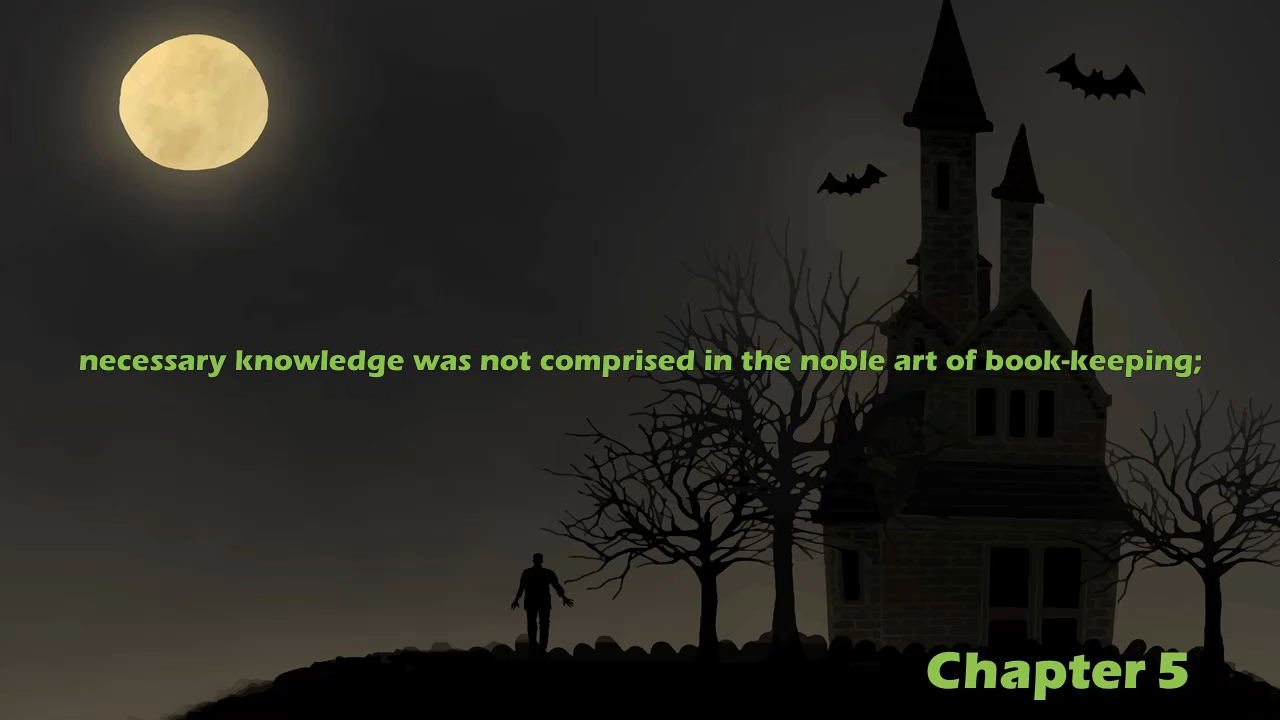 necessary knowledge was not comprised in the noble art of book-keeping;
Chapter 5